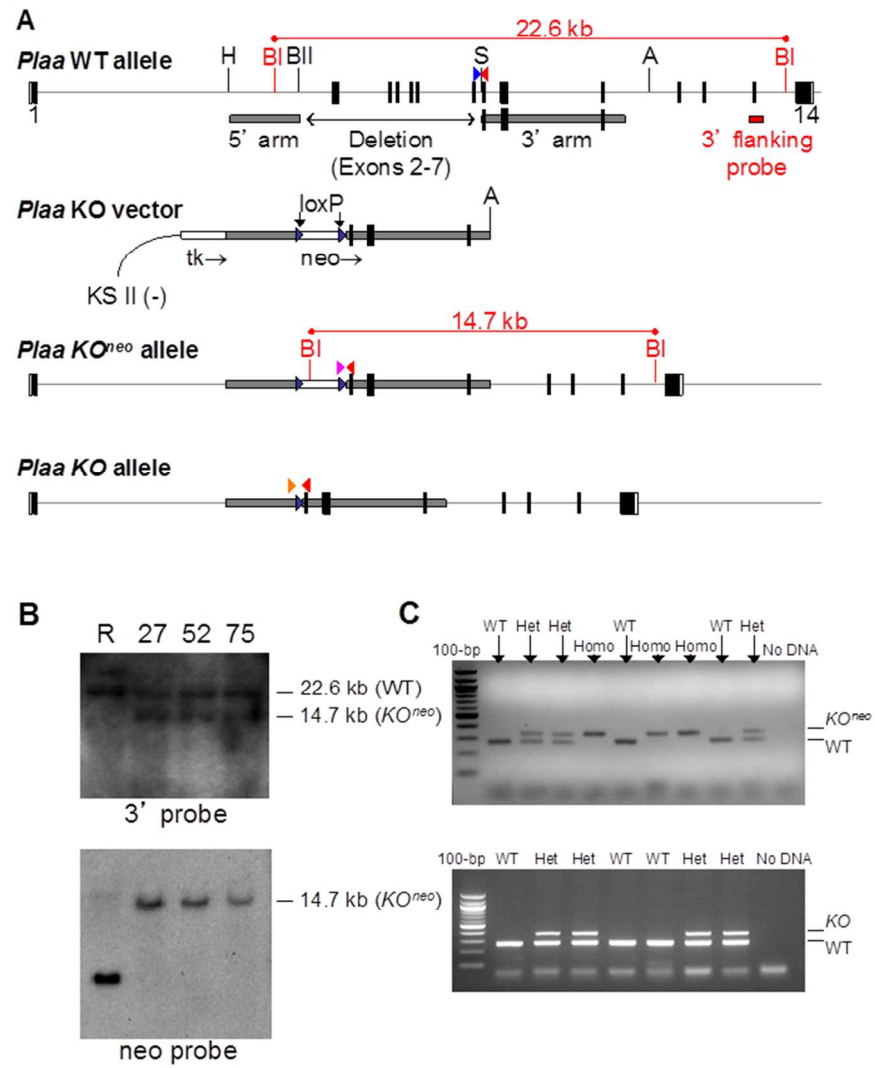 A
22.6 kb
Plaa WT allele
H BI BII S A BI
1 14
5’ arm Deletion 3’ arm 3’ flanking
(Exons 2-7) probe
Plaa KO vector
loxP A
tk→ neo→
KS II (-)
14.7 kb
Plaa KOneo allele
BI BI
Plaa KO allele
B
R 27 52 75
22.6 kb (WT)
14.7 kb (KOneo)
3’ probe
14.7 kb (KOneo)
neo probe
C
WT Het Het WT WT Het
100-bp Homo Homo Homo No DNA
KOneo
WT
100-bp WT Het Het WT WT Het Het No DNA
KO
WT